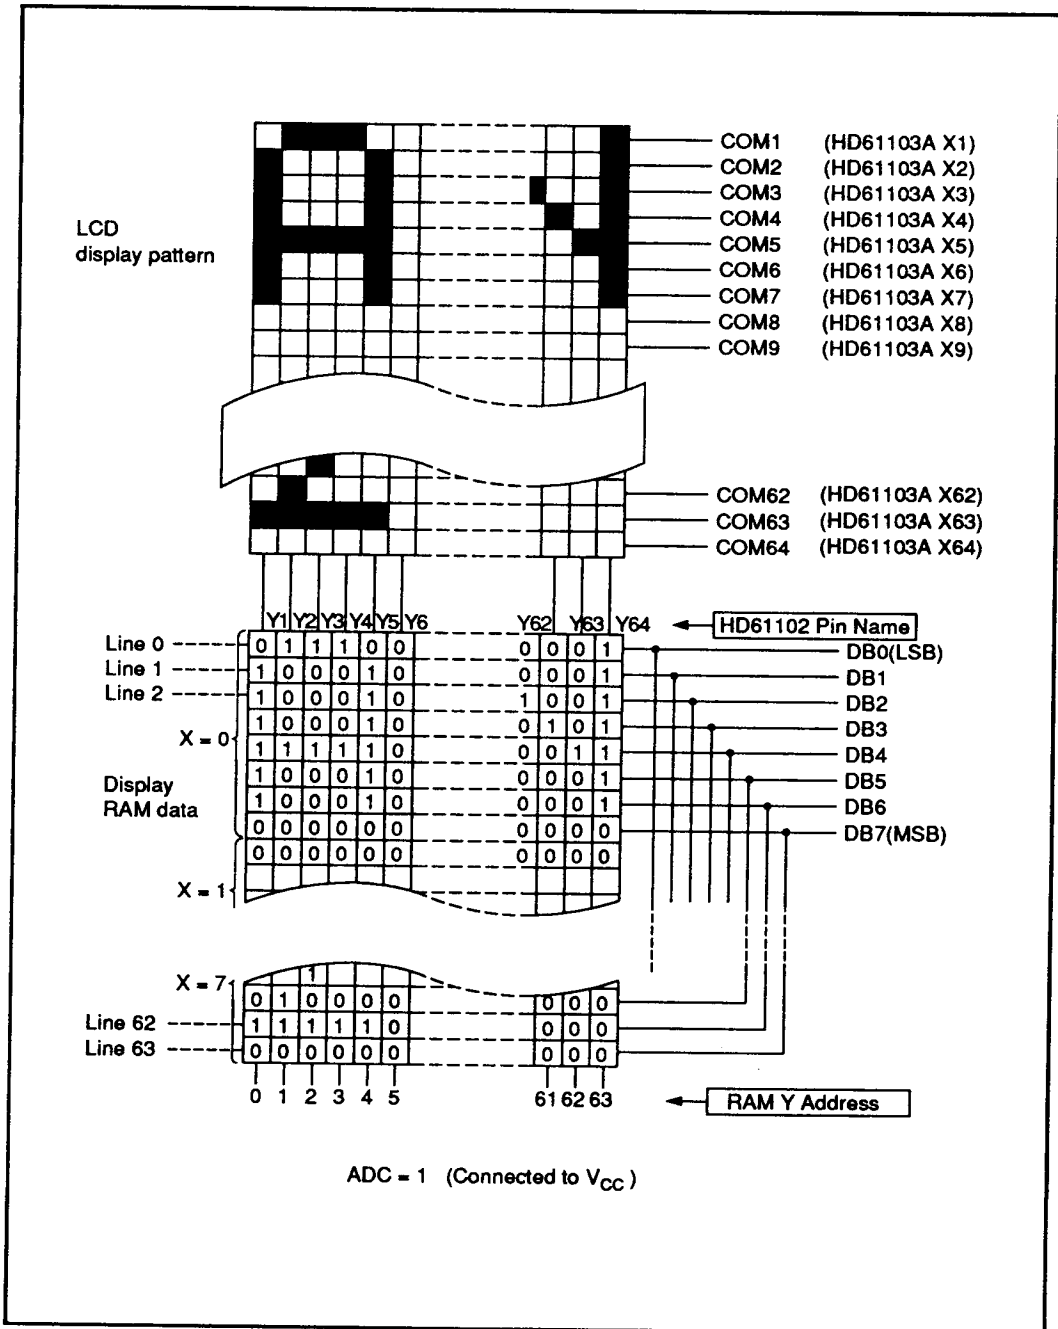 COM1 (HD61103A X1)
COM2 (HD61103A X2)
COM3 (HD61103A X3)
COM4 (HD61103A X4)
COM5 (HD61103A X5)
COM6 (HD61103A X6)
COM7 (HD61103A X7)
COM8 (HD61103A X8)
COM9 (HD61103A X9)
LCD
display pattern
COM62 (HD61103A X62)
COM63 (HD61103A X63)
COM64 (HD61103A X64)
Y1 Y2 Y3 Y4 Y5 Y6 Y62 Y63 Y64 HD61102 Pin Name
Line 0 0 1 1 1 0 0 0 0 0 1 DB0(LSB)
Line 1 1 0 0 0 1 0 0 0 0 1 DB1
Line 2 1 0 0 0 1 0 1 0 0 1 DB2
1 0 0 0 1 0 0 1 0 1 DB3
X = 0 1 1 1 1 1 0 0 0 1 1 DB4
1 0 0 0 1 0 0 0 0 1 DB5
1 0 0 0 1 0 0 0 0 1 DB6
0 0 0 0 0 0 0 0 0 0 DB7(MSB)
Display
RAM data
0 0 0 0 0 0 0 0 0 0
X = 1
X = 7 1
0 1 0 0 0 0 0 0 0
Line 62 1 1 1 1 1 0 0 0 0
Line 63 0 0 0 0 0 0 0 0 0
0 1 2 3 4 5 61 62 63 RAM Y Address
ADC = 1 (Connected to VCC)